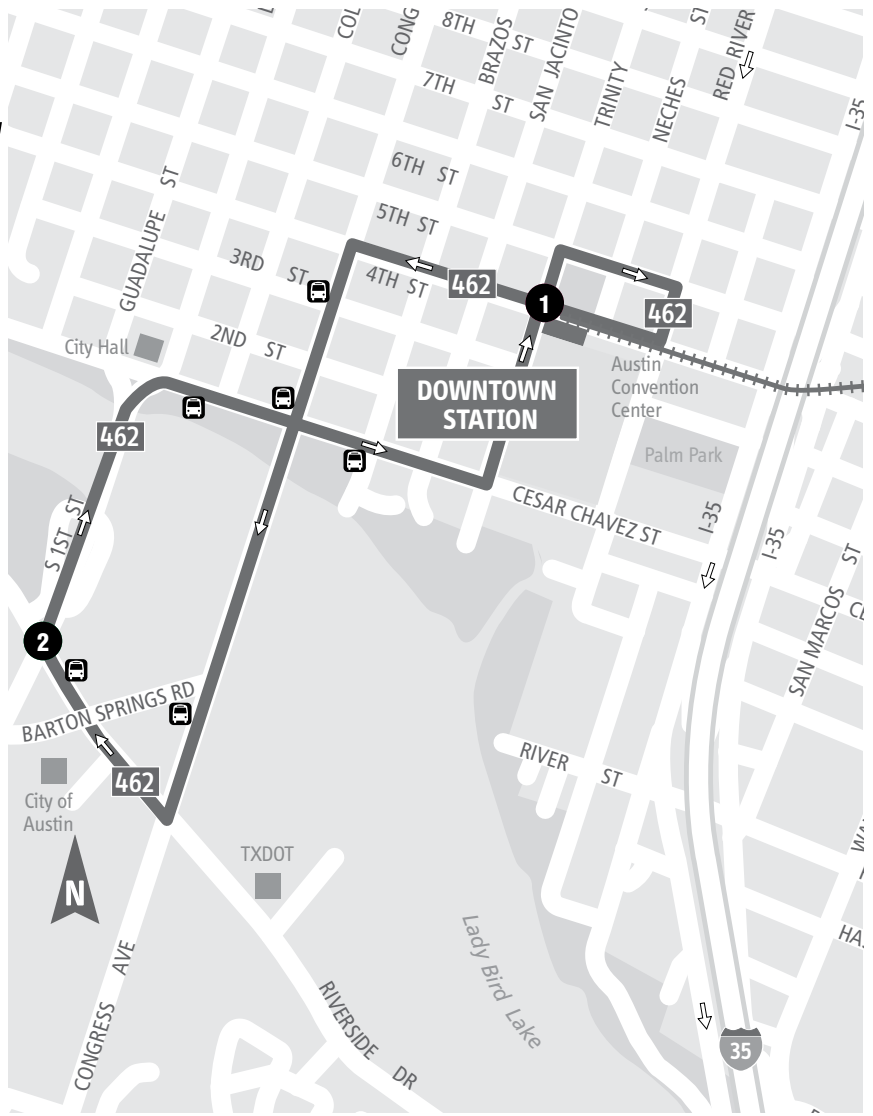 COL
CONG
8TH ST
BRAZOS
SAN JACINTO
TRINITY
NECHES
ST
RED RIVER
I-35
7TH ST
6TH ST
5TH ST
4TH ST
3RD ST
2ND ST
GUADALUPE ST
City Hall
462
462
1
462
DOWNTOWN
STATION
Austin
Convention
Center
Palm Park
CESAR CHAVEZ ST
I-35
I-35
SAN MARCOS ST
S 1ST ST
2
BARTON SPRINGS RD
462
City of
Austin
N
TXDOT
RIVER ST
Lady Bird Lake
CONGRESS AVE
RIVERSIDE DR
35